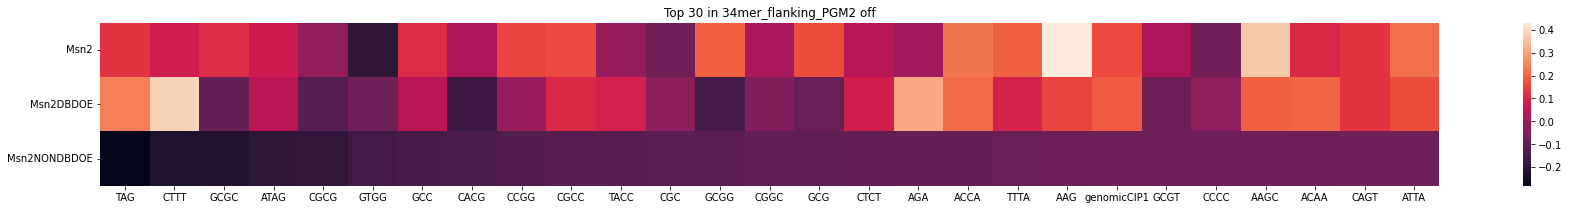 Top 30 in 34mer_flanking_PGM2 off
Msn2
Msn2DBDOE
Msn2NONDBDOE
TAG CTTT GCGC ATAG CGCG GTGG GCC CACG CCGG CGCC TACC CGC GCGG CGGC GCG CTCT AGA ACCA TTTA AAG genomicCIP1 GCGT CCCC AAGC ACAA CAGT ATTA
0.4
0.3
0.2
0.1
0.0
−0.1
−0.2